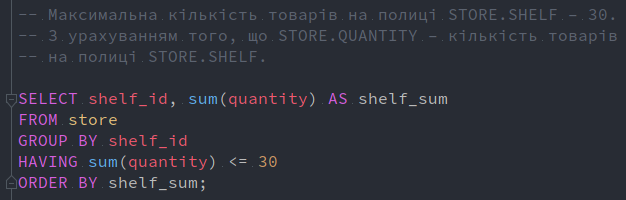 -- Максимальна кількість товарів на полиці STORE.SHELF – 30.
-- З урахуванням того, що STORE.QUANTITY – кількість товарів
-- на полиці STORE.SHELF.
SELECT shelf_id, sum(quantity) AS shelf_sum
FROM store
GROUP BY shelf_id
HAVING sum(quantity) <= 30
ORDER BY shelf_sum;